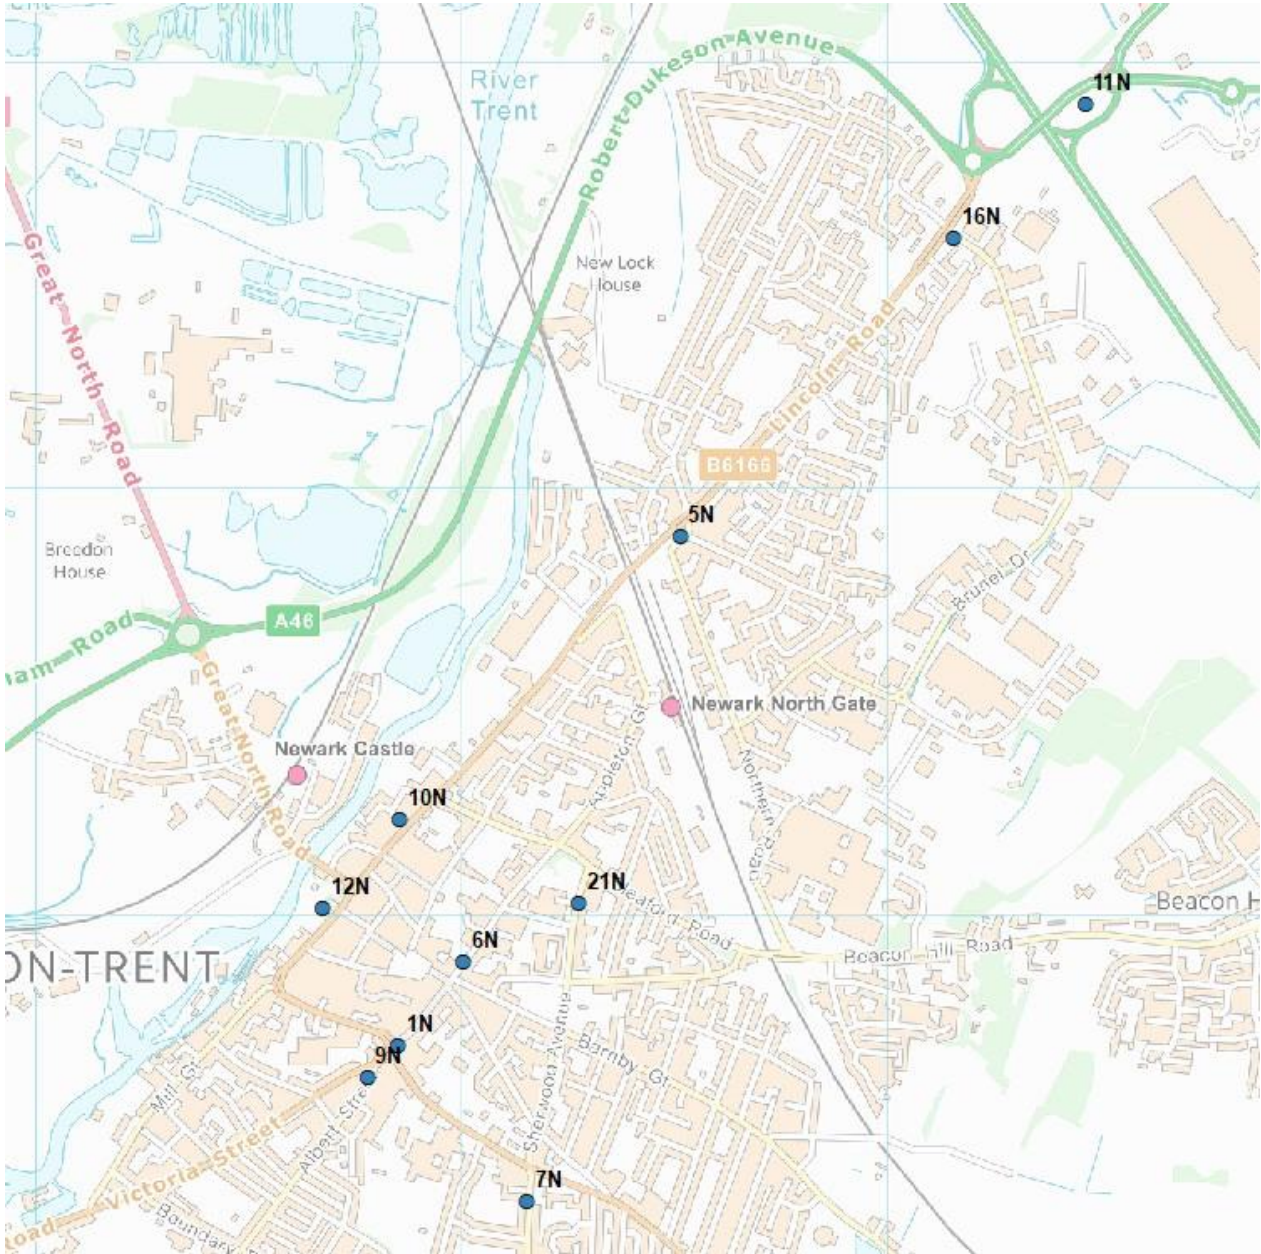 River
Trent
Robert Dukeson Avenue
11N
16N
New Lock
House
Great North Road
Lincoln Road
B6166
5N
Breedon
House
Brunel Dr
A46
Road
Great North Road
Newark North Gate
Appleton Gt
Newark Castle
Northern Road
10N
12N
21N
Road
Beacon
6N
Beacon Hill Road
ON-TRENT
1N
Sherwood Avenue
Barnby Gt
9N
Mill Gt
Victoria Street
Albert Street
7N
Boundary
Road